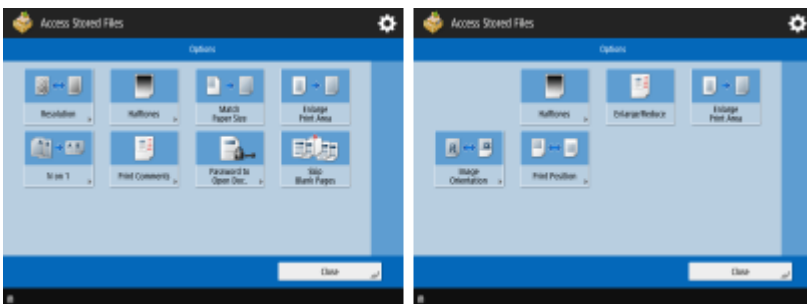 Access Stored Files
Options
Resolution
Halftones
Match
Paper Size
Enlarge
Print Area
N on 1
Print Comments
Password to
Open Doc.
Skip
Blank Pages
Close
Access Stored Files
Options
Halftones
Enlarge/Reduce
Enlarge
Print Area
Image
Orientation
Print Position
Close